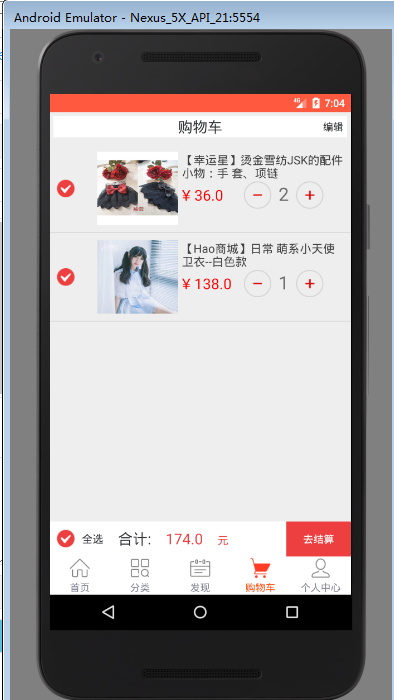 Android Emulator - Nexus_5X_API_21:5554
4G 7:04
购物车 编辑
【幸运星】烫金雪纺JSK的配件
小物：手 套、项链
¥ 36.0 − 2 +
【Hao商城】日常 萌系小天使
卫衣--白色款
¥ 138.0 − 1 +
全选 合计: 174.0 元 去结算
首页 分类 发现 购物车 个人中心